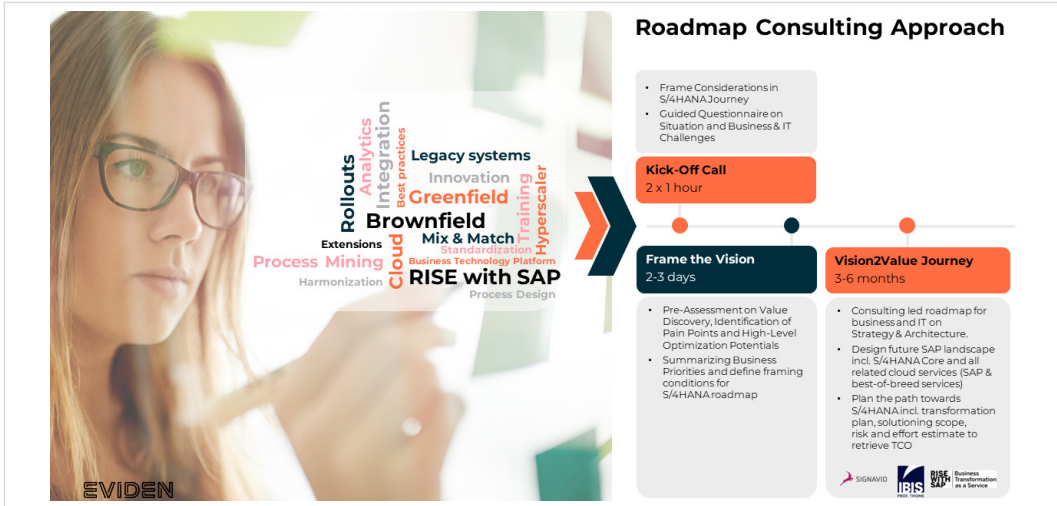 Roadmap Consulting Approach
Rollouts
Analytics
Integration
Best practices
Legacy systems
Innovation
Greenfield
Brownfield
Training
Hyperscaler
Extensions
Mix & Match
Standardization
Process Mining
Cloud
Business Technology Platform
Harmonization
RISE with SAP
Process Design
EVIDEN
• Frame Considerations in
S/4HANA Journey
• Guided Questionnaire on
Situation and Business & IT
Challenges
Kick-Off Call
2 x 1 hour
Frame the Vision
2-3 days
• Pre-Assessment on Value
Discovery, Identification of
Pain Points and High-Level
Optimization Potentials
• Summarizing Business
Priorities and define framing
conditions for
S/4HANA roadmap
Vision2Value Journey
3-6 months
• Consulting led roadmap for
business and IT on
Strategy & Architecture.
• Design future SAP landscape
incl. S/4HANA Core and all
related cloud services (SAP &
best-of-breed services)
• Plan the path towards
S/4HANA incl. transformation
plan, solutioning scope,
risk and effort estimate to
retrieve TCO
SIGNAVIO
IBIS
PROF. THOME
RISE
WITH
SAP
Business
Transformation
as a Service